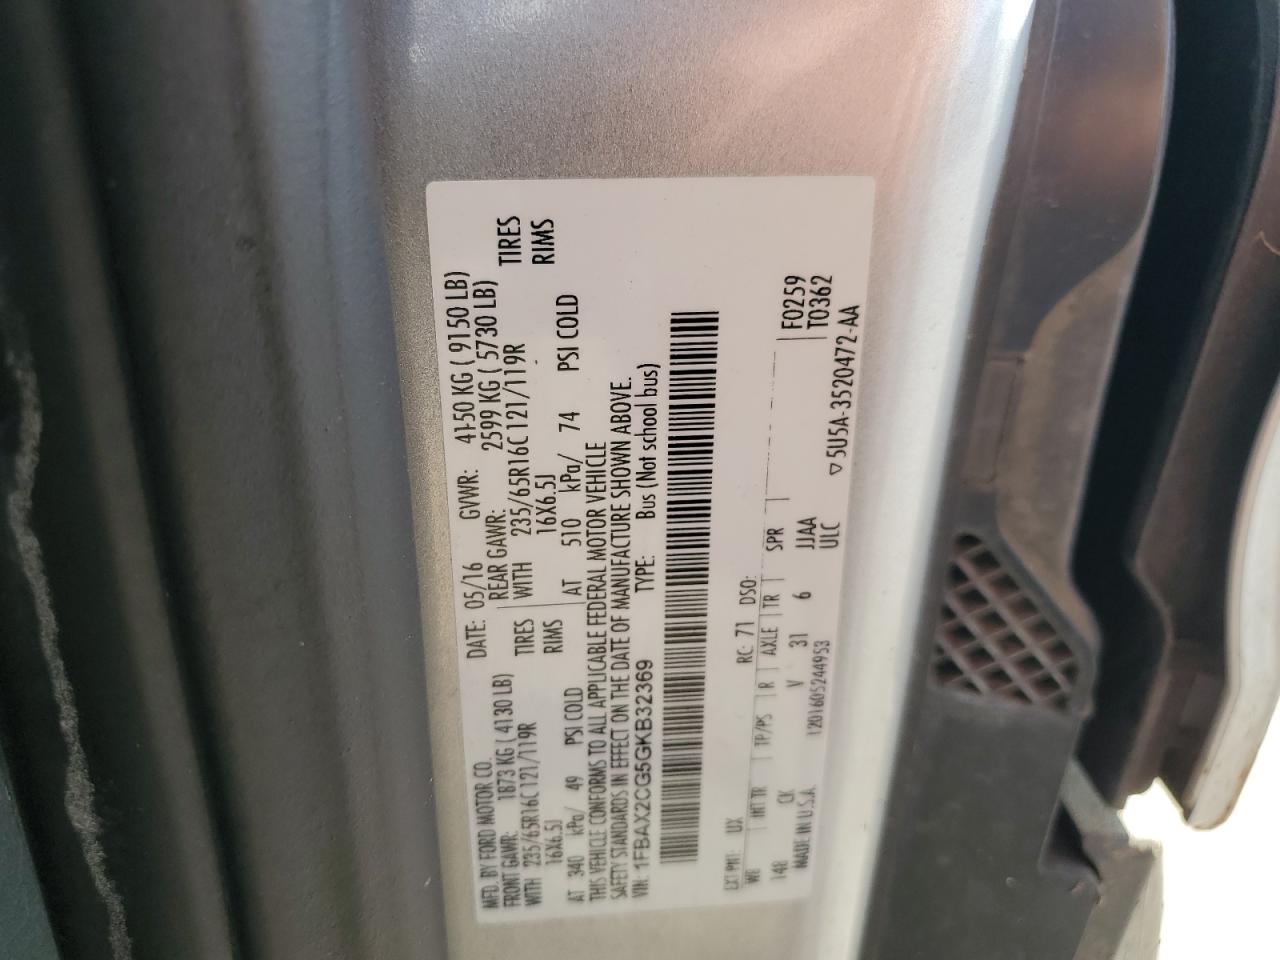 MFD. BY FORD MOTOR CO. DATE: 05/16 GVWR: 4150 KG ( 9150 LB)
FRONT GAWR: 1873 KG ( 4130 LB) REAR GAWR: 2599 KG ( 5730 LB)
WITH 235/65R16C 121/119R TIRES WITH 235/65R16C 121/119R TIRES
16X6.5J RIMS 16X6.5J RIMS
AT 340 kPa/ 49 PSI COLD AT 510 kPa/ 74 PSI COLD
THIS VEHICLE CONFORMS TO ALL APPLICABLE FEDERAL MOTOR VEHICLE
SAFETY STANDARDS IN EFFECT ON THE DATE OF MANUFACTURE SHOWN ABOVE.
VIN: 1FBAX2CG5GKB32369 TYPE: Bus (Not school bus)
EXT PNT: UX RC: 71 DSO:
WB INT TR TP/PS R AXLE TR SPR F0259
148 CK V 31 6 JJAA T0362
MADE IN U.S.A. ULC ▽5U5A-3520472-AA
120160524​4953